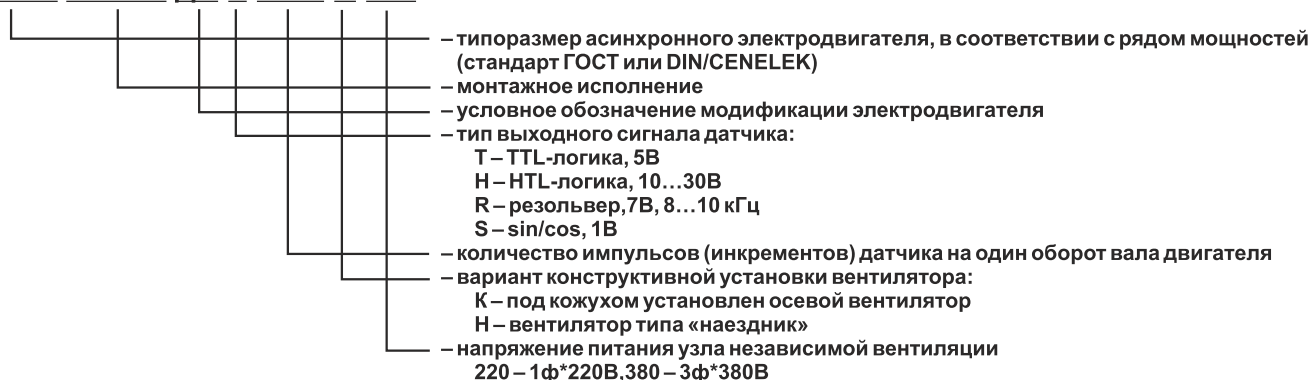 – типоразмер асинхронного электродвигателя, в соответствии с рядом мощностей
(стандарт ГОСТ или DIN/CENELEK)
– монтажное исполнение
– условное обозначение модификации электродвигателя
– тип выходного сигнала датчика:
Т – TTL-логика, 5В
Н – HTL-логика, 10...30В
R – резольвер,7В, 8...10 кГц
S – sin/cos, 1В
– количество импульсов (инкрементов) датчика на один оборот вала двигателя
– вариант конструктивной установки вентилятора:
К – под кожухом установлен осевой вентилятор
Н – вентилятор типа «наездник»
– напряжение питания узла независимой вентиляции
220 – 1ф*220В,380 – 3ф*380В